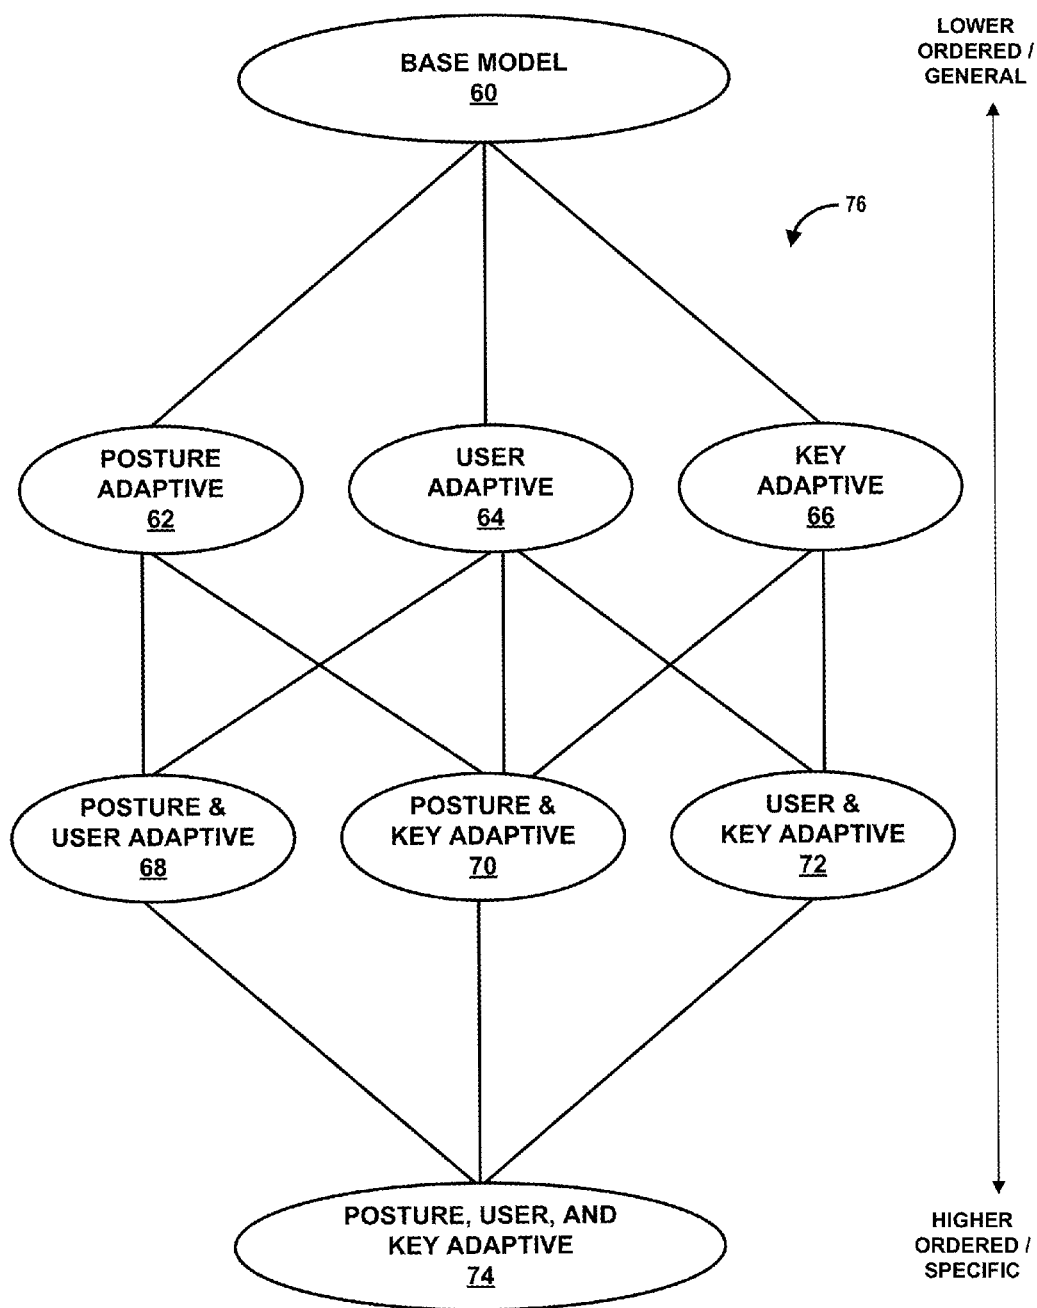 BASE MODEL
60
LOWER
ORDERED /
GENERAL
76
POSTURE
ADAPTIVE
62
USER
ADAPTIVE
64
KEY
ADAPTIVE
66
POSTURE &
USER ADAPTIVE
68
POSTURE &
KEY ADAPTIVE
70
USER &
KEY ADAPTIVE
72
POSTURE, USER, AND
KEY ADAPTIVE
74
HIGHER
ORDERED /
SPECIFIC